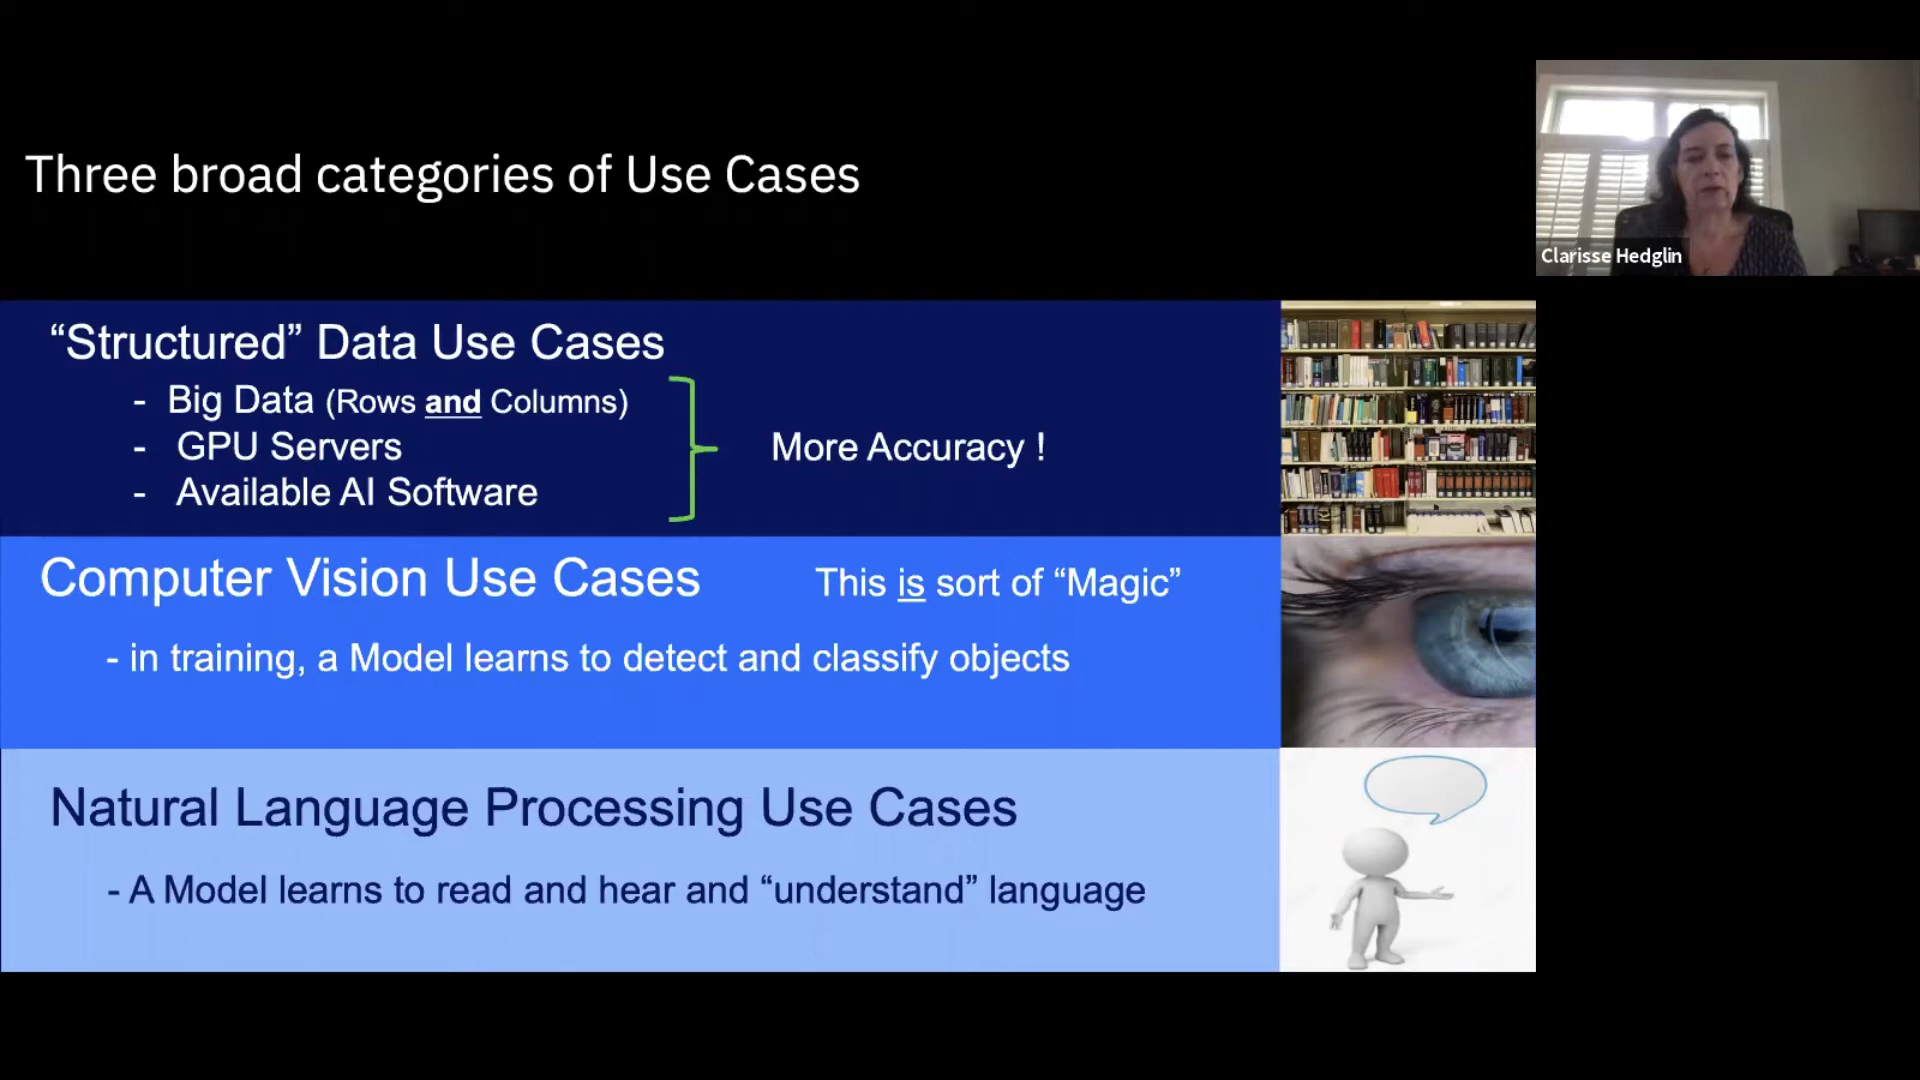 Three broad categories of Use Cases
Clarisse Hedglin
“Structured” Data Use Cases
- Big Data (Rows and Columns)
- GPU Servers
- Available AI Software
More Accuracy !
Computer Vision Use Cases
This is sort of “Magic”
- in training, a Model learns to detect and classify objects
Natural Language Processing Use Cases
- A Model learns to read and hear and “understand” language